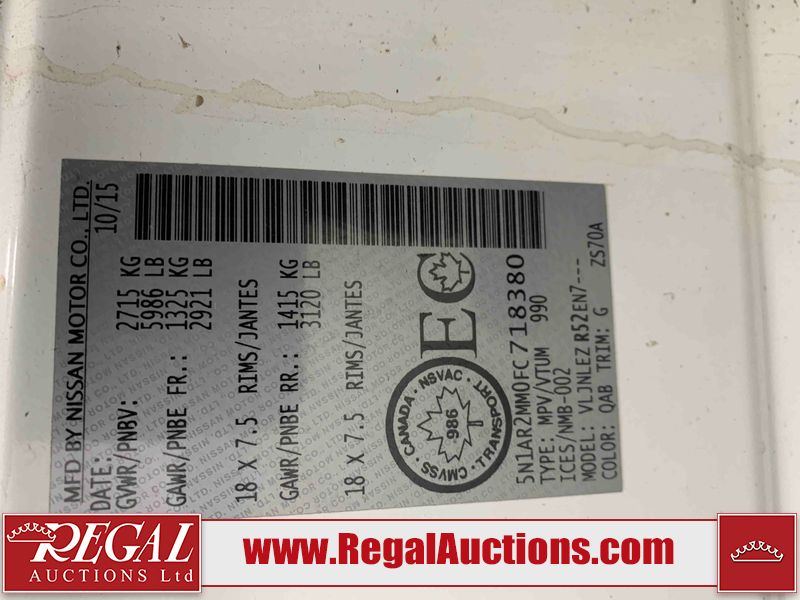 MFD BY NISSAN MOTOR CO., LTD.
DATE: 10/15
GVWR/PNBV: 2715 KG
5986 LB
GAWR/PNBE FR.: 1325 KG
2921 LB
18 X 7.5 RIMS/JANTES
GAWR/PNBE RR.: 1415 KG
3120 LB
18 X 7.5 RIMS/JANTES
CANADA · NSVAC · TRANSPORT · CMVSS
986
EC
5N1AR2MM0FC718380
TYPE: MPV/VTUM 990
ICES/NMB-002
MODEL: VLJNLEZ R52EN7---
COLOR: QAB TRIM: G ZS70A
REGAL
AUCTIONS Ltd
www.RegalAuctions.com